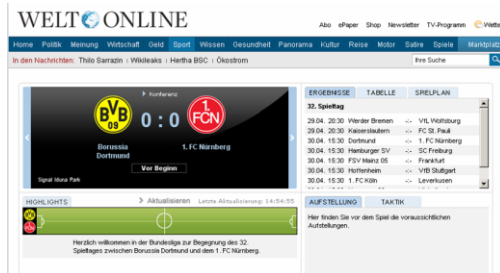 WELT ONLINE
Abo ePaper Shop Newsletter TV-Programm Wette
Home Politik Meinung Wirtschaft Geld Sport Wissen Gesundheit Panorama Kultur Reise Motor Satire Spiele Marktplatz
In den Nachrichten: Thilo Sarrazin | Wikileaks | Hertha BSC | Ökostrom
Ihre Suche
Konferenz
BVB 09
0 : 0
1. FCN
Borussia Dortmund
1. FC Nürnberg
Vor Beginn
Signal Iduna Park
ERGEBNISSE TABELLE SPIELPLAN
32. Spieltag
29.04. 20:30 Werder Bremen -:- VfL Wolfsburg
29.04. 20:30 Kaiserslautern -:- FC St. Pauli
30.04. 15:30 Dortmund -:- 1. FC Nürnberg
30.04. 15:30 Hamburger SV -:- SC Freiburg
30.04. 15:30 FSV Mainz 05 -:- Frankfurt
30.04. 15:30 Hoffenheim -:- VfB Stuttgart
30.04. 15:30 1. FC Köln -:- Leverkusen
HIGHLIGHTS
Aktualisieren Letzte Aktualisierung: 14:54:55
Herzlich willkommen in der Bundesliga zur Begegnung des 32.
Spieltages zwischen Borussia Dortmund und dem 1. FC Nürnberg.
AUFSTELLUNG TAKTIK
Hier finden Sie vor dem Spiel die voraussichtlichen
Aufstellungen.